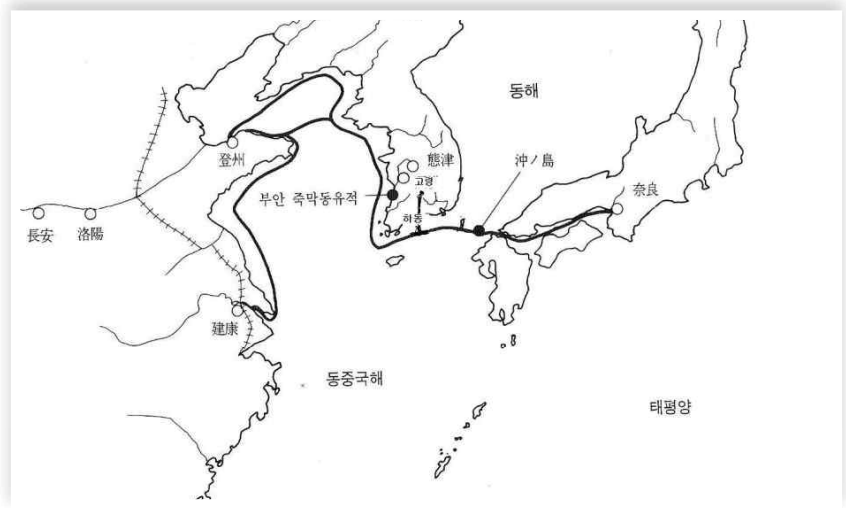 동해
登州
態津
고령
沖ノ島
奈良
부안 죽막동유적
하동
長安
洛陽
建康
동중국해
태평양